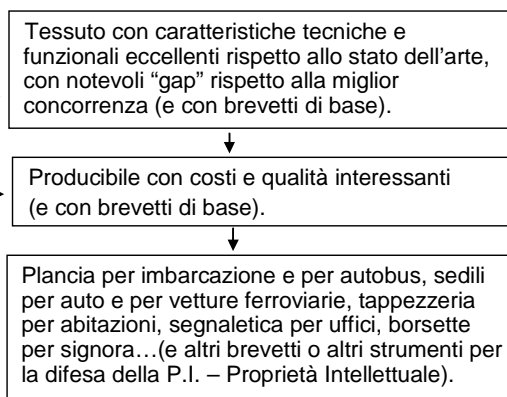 Tessuto con caratteristiche tecniche e
funzionali eccellenti rispetto allo stato dell'arte,
con notevoli “gap” rispetto alla miglior
concorrenza (e con brevetti di base).
Producibile con costi e qualità interessanti
(e con brevetti di base).
Plancia per imbarcazione e per autobus, sedili
per auto e per vetture ferroviarie, tappezzeria
per abitazioni, segnaletica per uffici, borsette
per signora…(e altri brevetti o altri strumenti per
la difesa della P.I. – Proprietà Intellettuale).